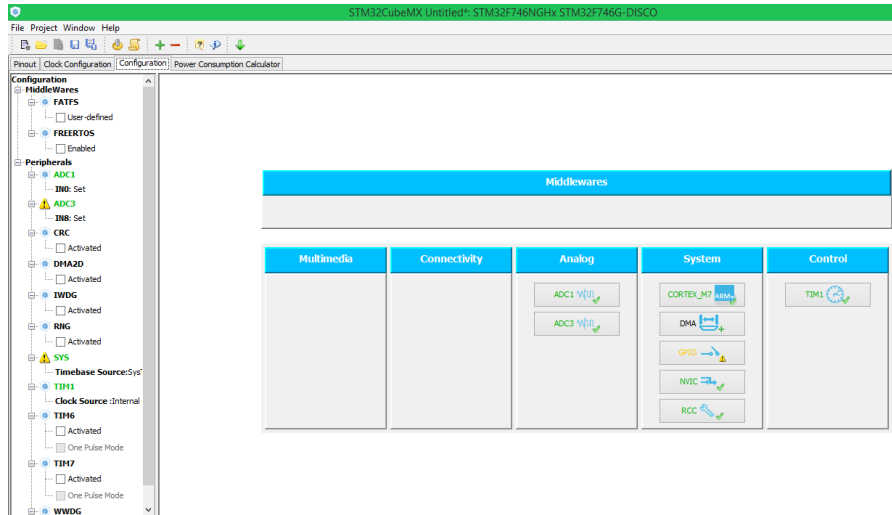 STM32CubeMX Untitled*: STM32F746NGHx STM32F746G-DISCO
File Project Window Help
Pinout Clock Configuration Configuration Power Consumption Calculator
Configuration
MiddleWares
FATFS
User-defined
FREERTOS
Enabled
Peripherals
ADC1
IN0: Set
ADC3
IN8: Set
CRC
Activated
DMA2D
Activated
IWDG
Activated
RNG
Activated
SYS
Timebase Source:Sys
TIM1
Clock Source :Internal
TIM6
Activated
One Pulse Mode
TIM7
Activated
One Pulse Mode
WWDG
Middlewares
Multimedia Connectivity Analog System Control
ADC1 CORTEX_M7 ARM TIM1
ADC3 DMA
GPIO
NVIC
RCC